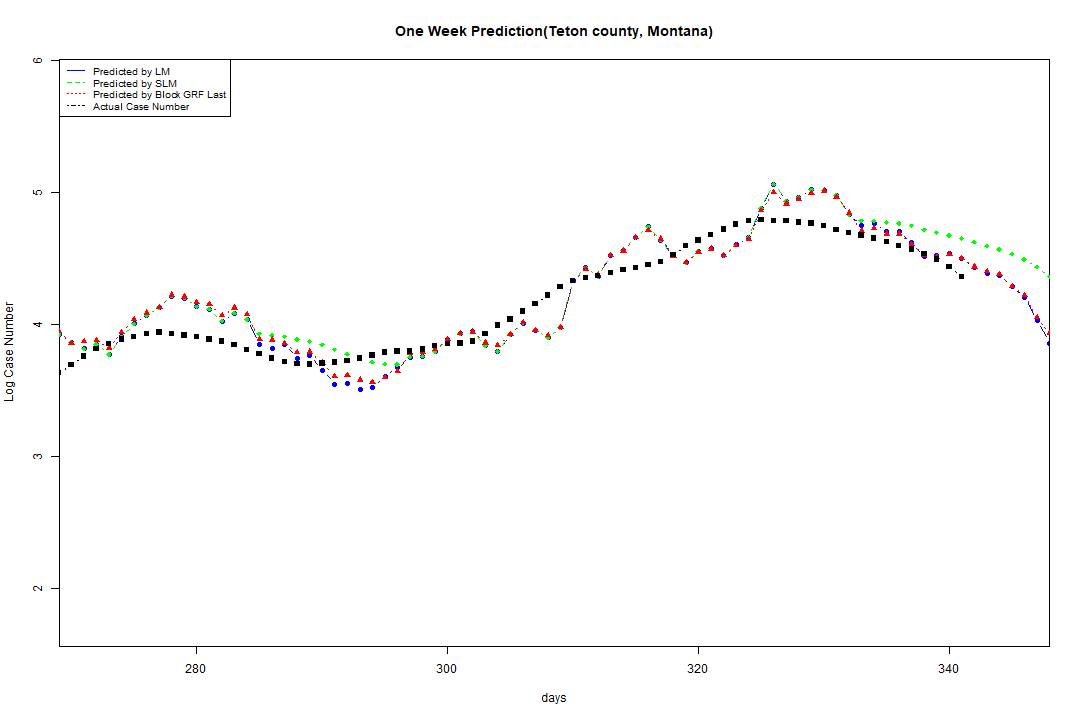 One Week Prediction(Teton county, Montana)
Predicted by LM
Predicted by SLM
Predicted by Block GRF Last
Actual Case Number
6
5
4
3
2
Log Case Number
280
300
320
340
days